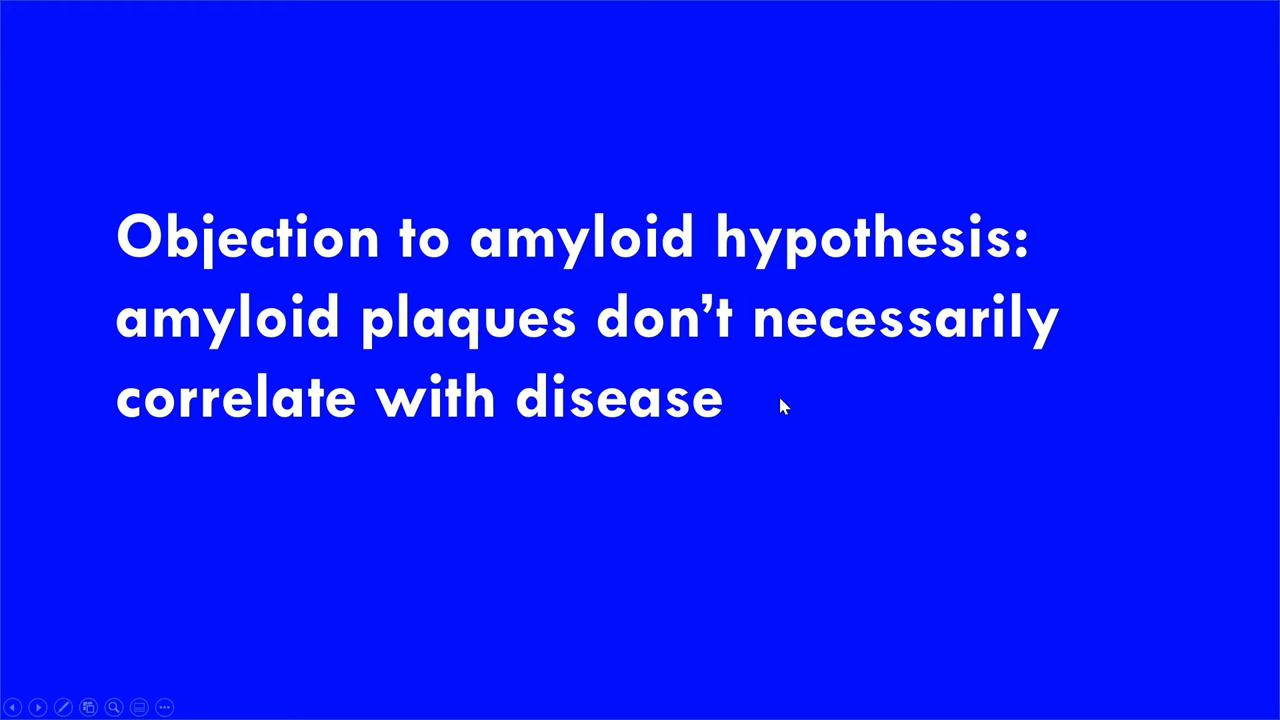 Objection to amyloid hypothesis:
amyloid plaques don’t necessarily
correlate with disease